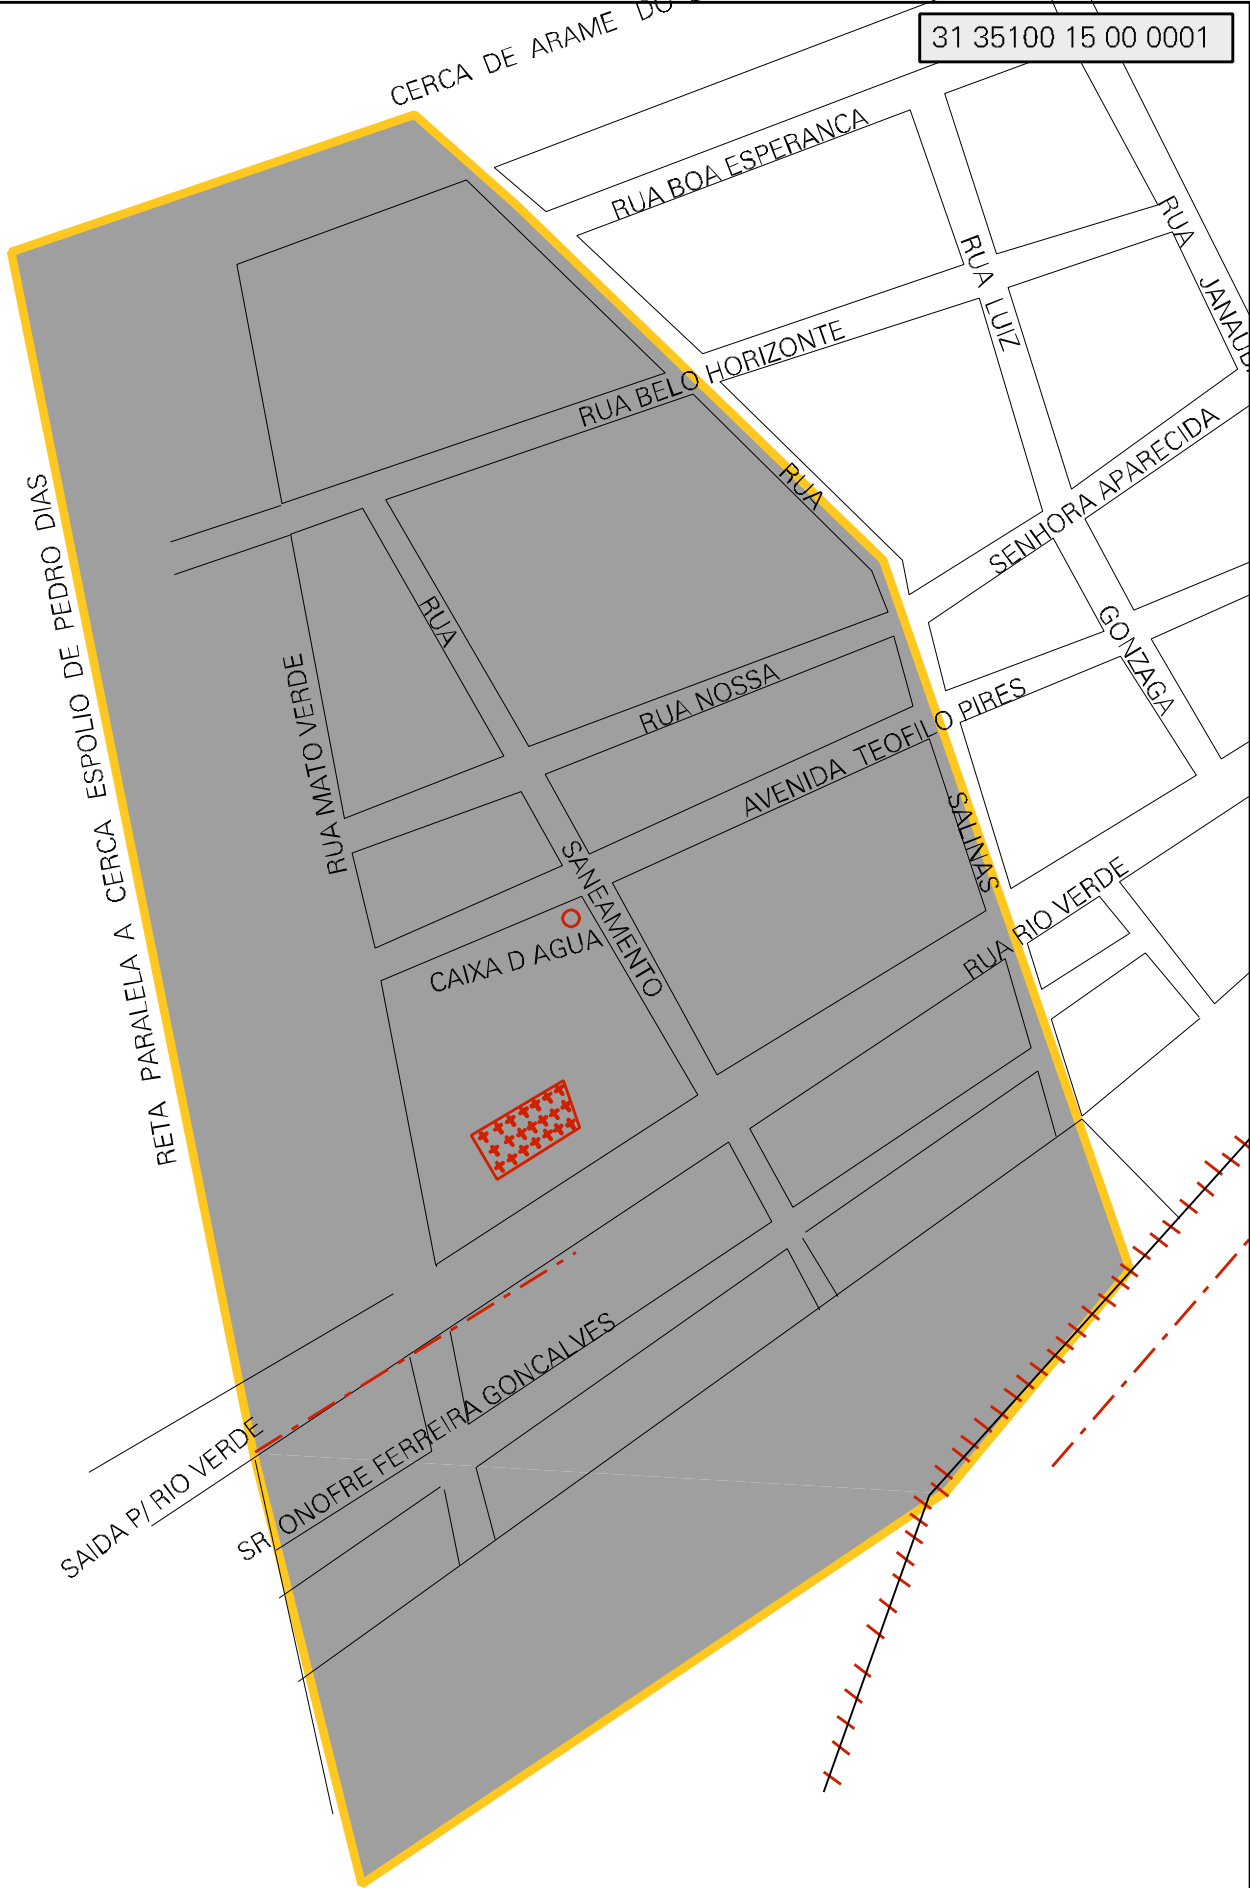 CERCA DE ARAME DO
31 35100 15 00 0001
RUA BOA ESPERANCA
RUA LUIZ
GONZAGA
RUA JANAUB
RUA BELO HORIZONTE
RUA
SALINAS
SENHORA APARECIDA
RUA NOSSA
RETA PARALELA A CERCA ESPOLIO DE PEDRO DIAS
RUA
SANEAMENTO
RUA MATO VERDE
AVENIDA TEOFILO PIRES
CAIXA D AGUA
RUA RIO VERDE
SAIDA P/ RIO VERDE
SR ONOFRE FERREIRA GONCALVES